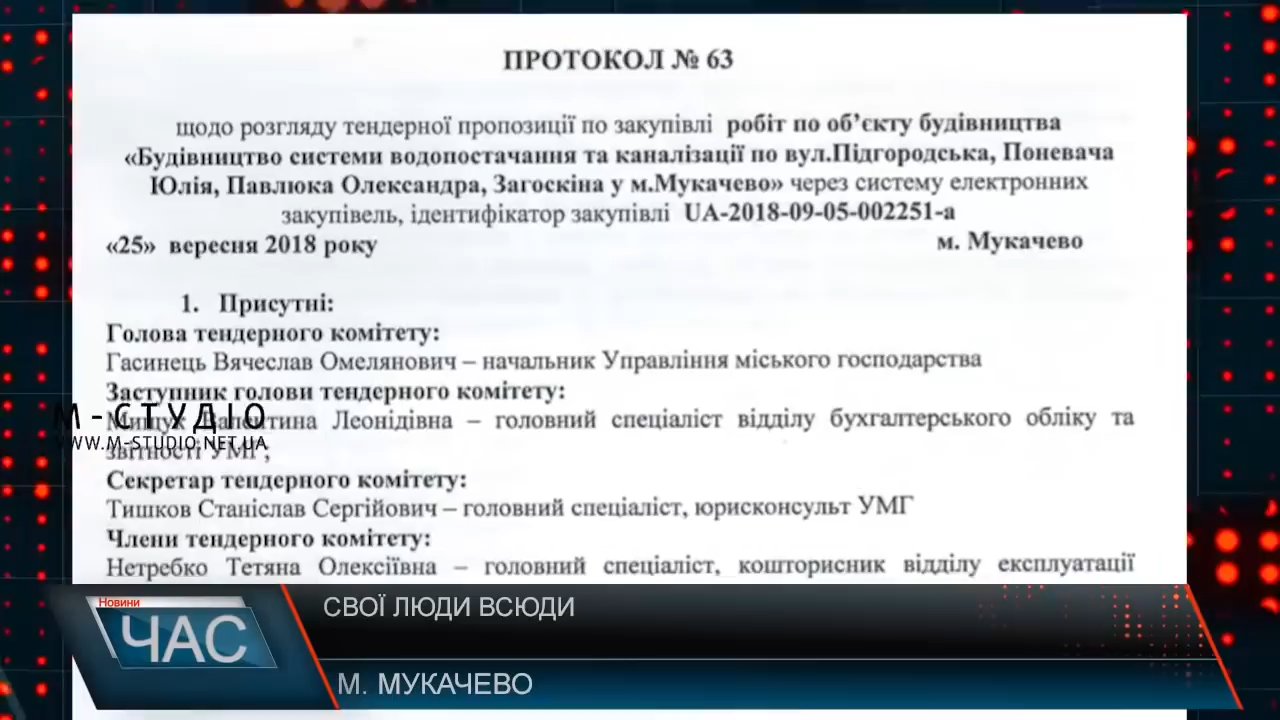 ПРОТОКОЛ № 63
щодо розгляду тендерної пропозиції по закупівлі робіт по об'єкту будівництва
«Будівництво системи водопостачання та каналізації по вул.Підгородська, Поневача
Юлія, Павлюка Олександра, Загоскіна у м.Мукачево» через систему електронних
закупівель, ідентифікатор закупівлі UA-2018-09-05-002251-a
«25» вересня 2018 року м. Мукачево
1. Присутні:
Голова тендерного комітету:
Гасинець Вячеслав Омелянович – начальник Управління міського господарства
Заступник голови тендерного комітету:
М-СТУДІО
Мищук Валентина Леонідівна – головний спеціаліст відділу бухгалтерського обліку та
WWW.M-STUDIO.NET.UA
звітності УМГ;
Секретар тендерного комітету:
Тишков Станіслав Сергійович – головний спеціаліст, юрисконсульт УМГ
Члени тендерного комітету:
Нетребко Тетяна Олексіївна – головний спеціаліст, кошторисник відділу експлуатації
Новини
ЧАС
СВОЇ ЛЮДИ ВСЮДИ
М. МУКАЧЕВО